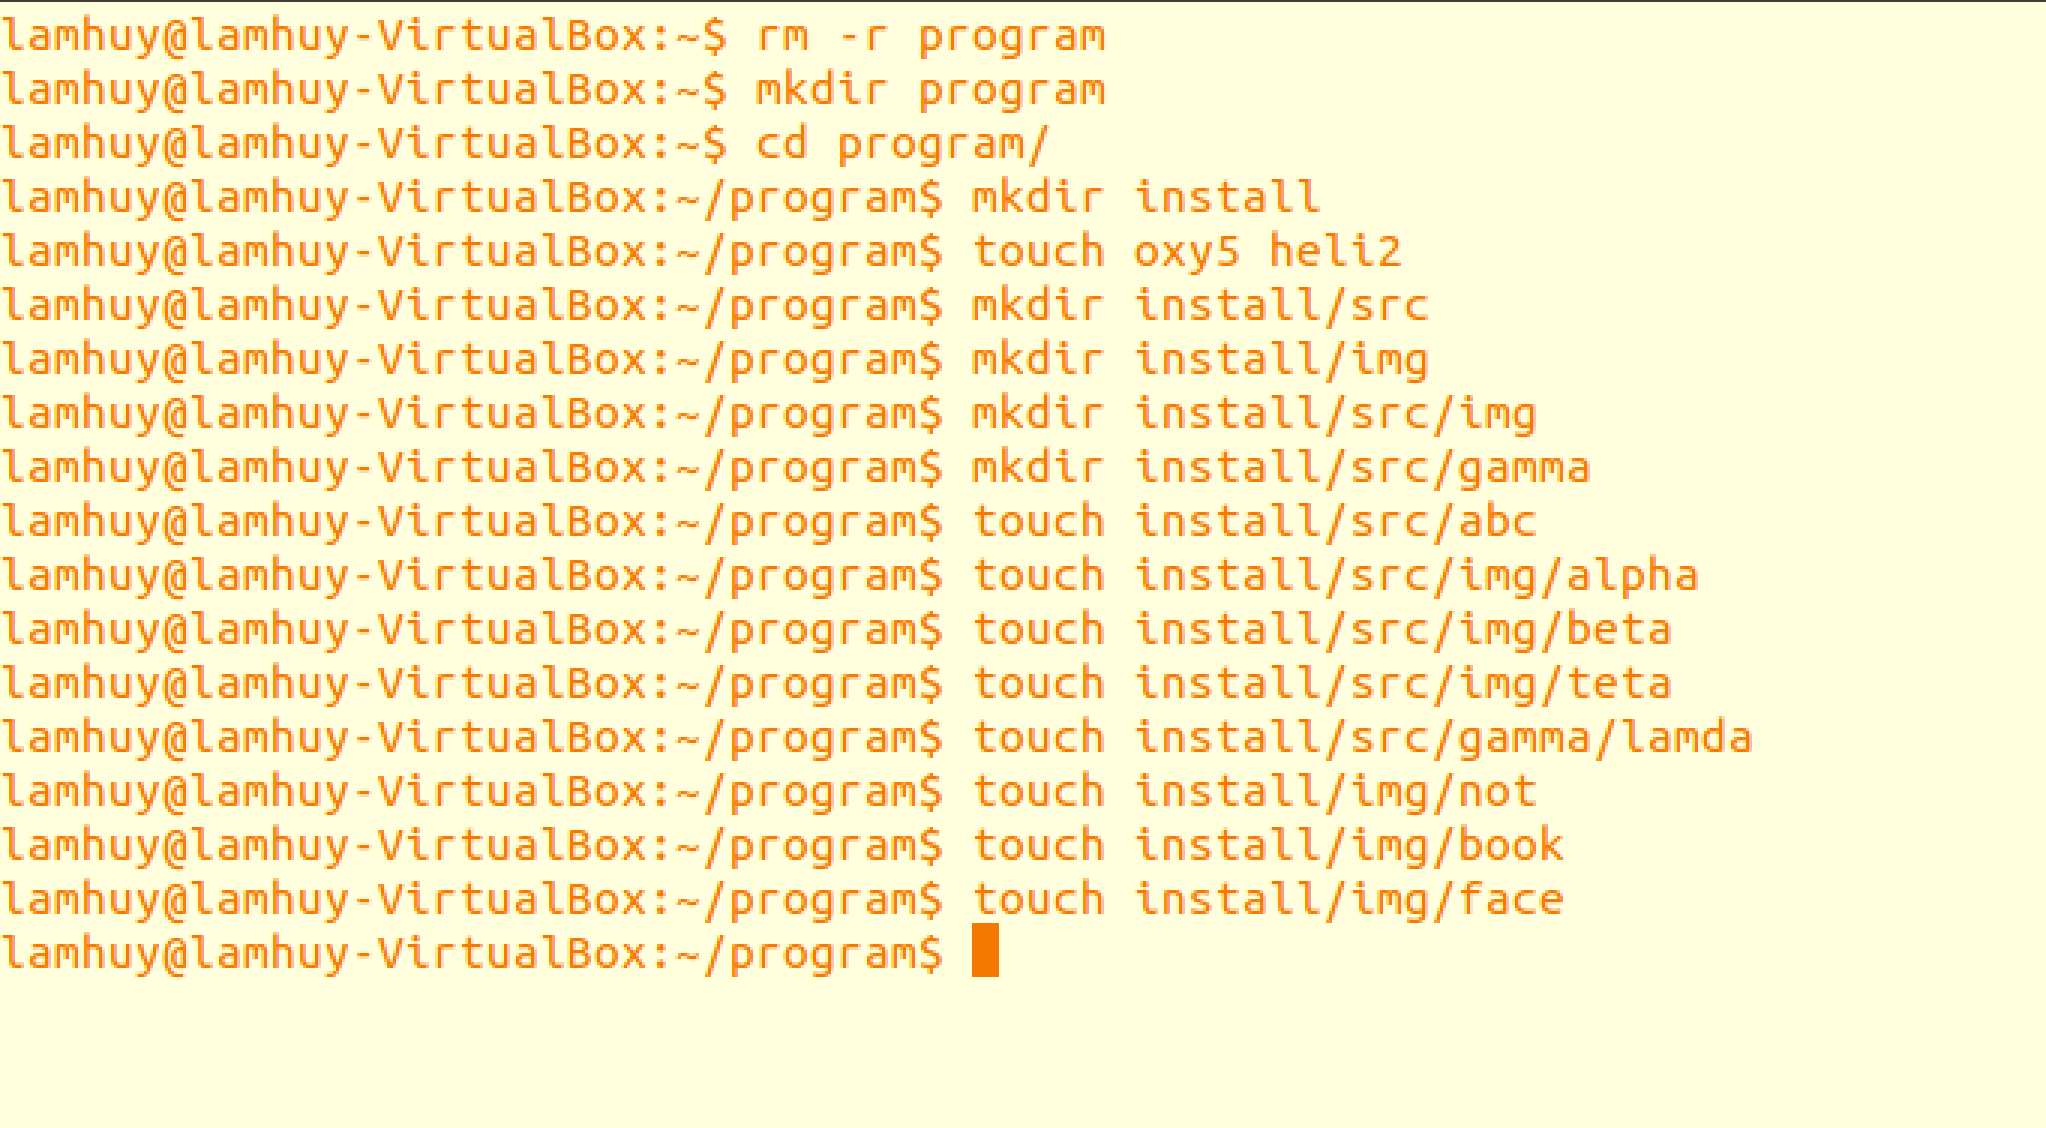 lamhuy@lamhuy-VirtualBox:~$ rm -r program
lamhuy@lamhuy-VirtualBox:~$ mkdir program
lamhuy@lamhuy-VirtualBox:~$ cd program/
lamhuy@lamhuy-VirtualBox:~/program$ mkdir install
lamhuy@lamhuy-VirtualBox:~/program$ touch oxy5 heli2
lamhuy@lamhuy-VirtualBox:~/program$ mkdir install/src
lamhuy@lamhuy-VirtualBox:~/program$ mkdir install/img
lamhuy@lamhuy-VirtualBox:~/program$ mkdir install/src/img
lamhuy@lamhuy-VirtualBox:~/program$ mkdir install/src/gamma
lamhuy@lamhuy-VirtualBox:~/program$ touch install/src/abc
lamhuy@lamhuy-VirtualBox:~/program$ touch install/src/img/alpha
lamhuy@lamhuy-VirtualBox:~/program$ touch install/src/img/beta
lamhuy@lamhuy-VirtualBox:~/program$ touch install/src/img/teta
lamhuy@lamhuy-VirtualBox:~/program$ touch install/src/gamma/lamda
lamhuy@lamhuy-VirtualBox:~/program$ touch install/img/not
lamhuy@lamhuy-VirtualBox:~/program$ touch install/img/book
lamhuy@lamhuy-VirtualBox:~/program$ touch install/img/face
lamhuy@lamhuy-VirtualBox:~/program$